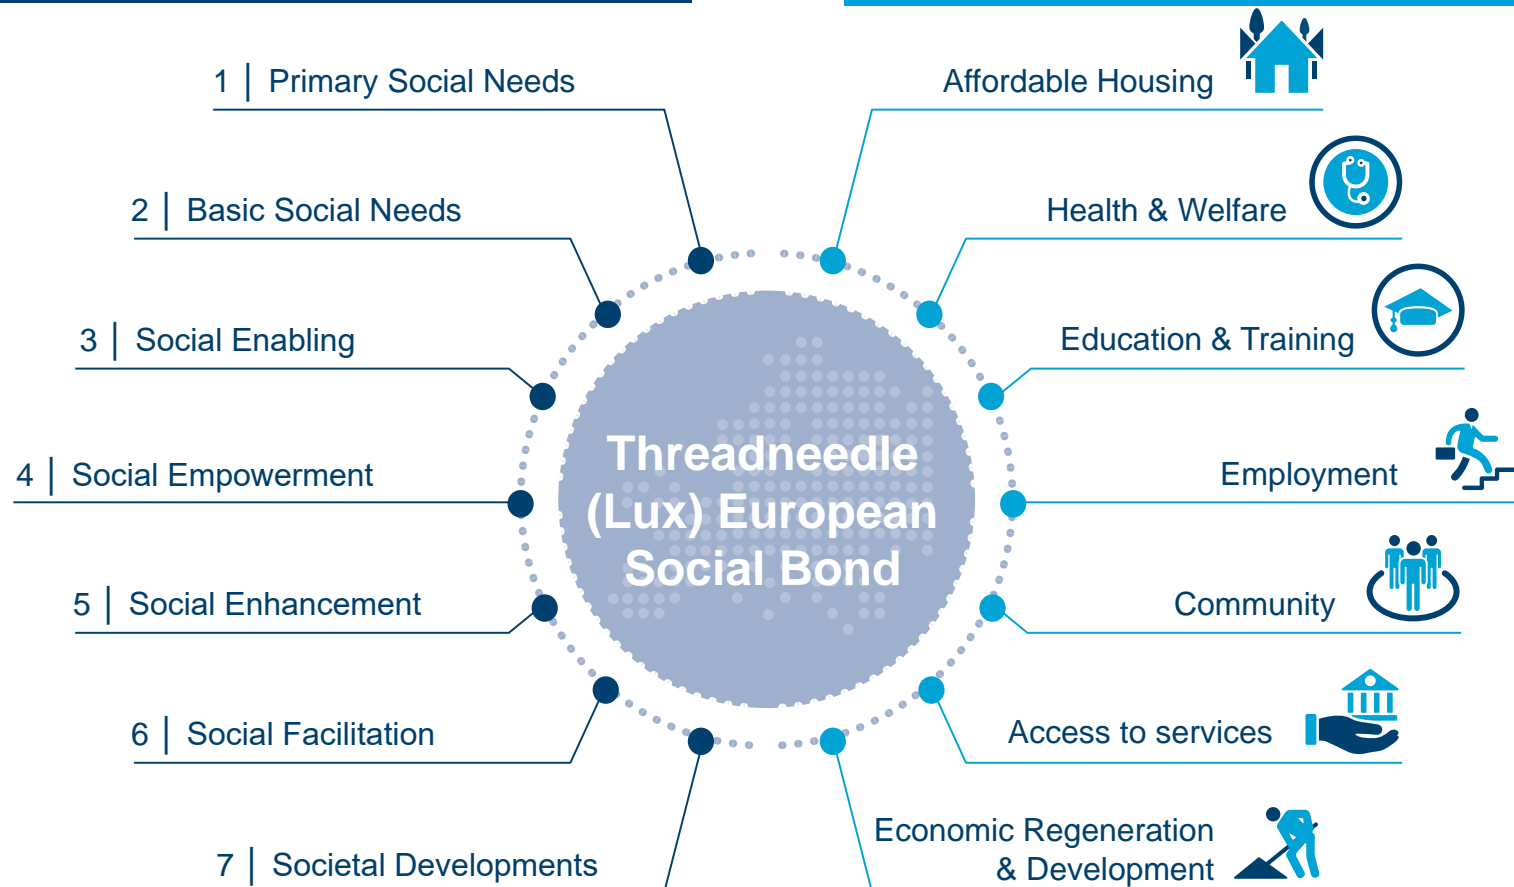 1 | Primary Social Needs
2 | Basic Social Needs
3 | Social Enabling
4 | Social Empowerment
5 | Social Enhancement
6 | Social Facilitation
7 | Societal Developments
Threadneedle
(Lux) European
Social Bond
Affordable Housing
Health & Welfare
Education & Training
Employment
Community
Access to services
Economic Regeneration
& Development